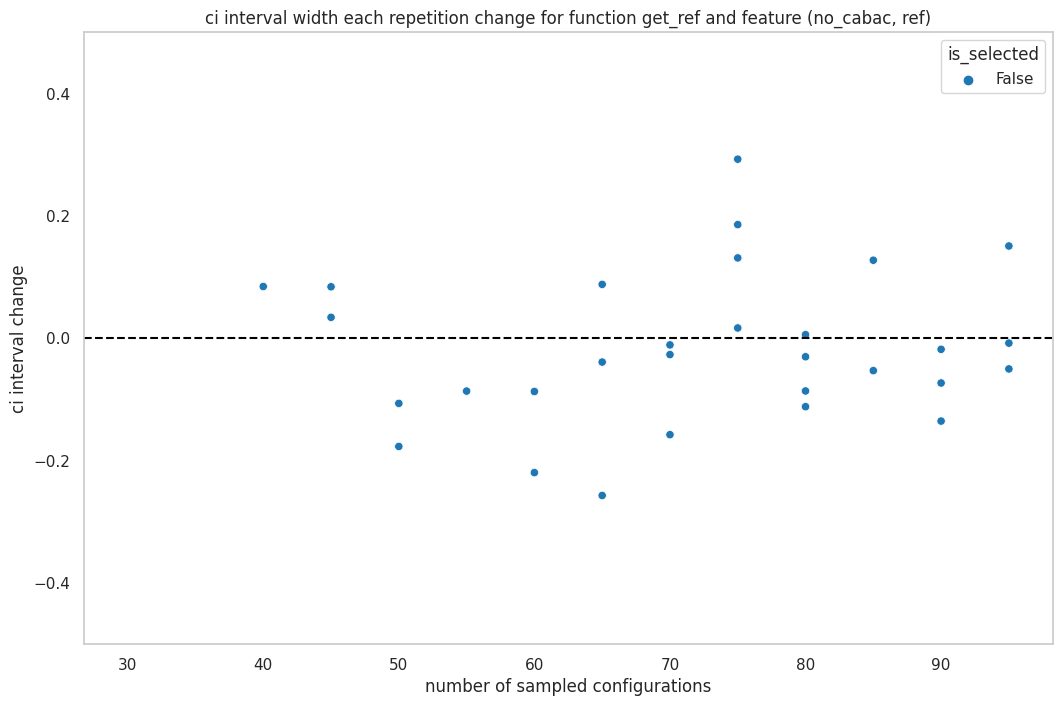 ci interval width each repetition change for function get_ref and feature (no_cabac, ref)
is_selected
False
ci interval change
0.4
0.2
0.0
−0.2
−0.4
30 40 50 60 70 80 90
number of sampled configurations